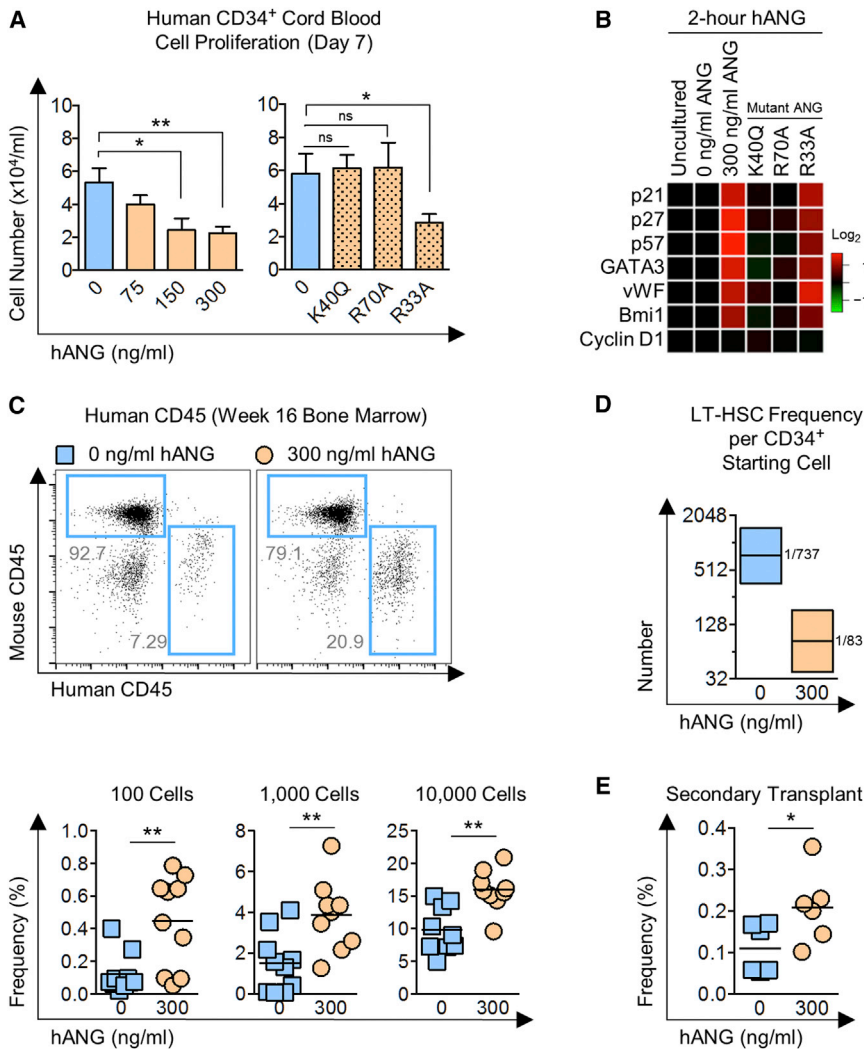 A
Human CD34+ Cord Blood
Cell Proliferation (Day 7)
Cell Number (x10⁴/ml)
10
8
6
4
2
0
**
*
0
75
150
300
10
8
6
4
2
0
*
ns
ns
0
K40Q
R70A
R33A
hANG (ng/ml)
B
2-hour hANG
Uncultured
0 ng/ml ANG
300 ng/ml ANG
Mutant ANG
K40Q
R70A
R33A
p21
p27
p57
GATA3
vWF
Bmi1
Cyclin D1
Log₂
C
Human CD45 (Week 16 Bone Marrow)
0 ng/ml hANG
300 ng/ml hANG
Mouse CD45
92.7
7.29
79.1
20.9
Human CD45
D
LT-HSC Frequency
per CD34+
Starting Cell
Number
2048
512
128
32
1/737
1/83
0
300
hANG (ng/ml)
100 Cells
1,000 Cells
10,000 Cells
Frequency (%)
1.0
0.8
0.6
0.4
0.2
0.0
**
0
300
8
6
4
2
0
**
0
300
25
20
15
10
5
0
**
0
300
hANG (ng/ml)
E
Secondary Transplant
Frequency (%)
0.4
0.3
0.2
0.1
0.0
*
0
300
hANG (ng/ml)